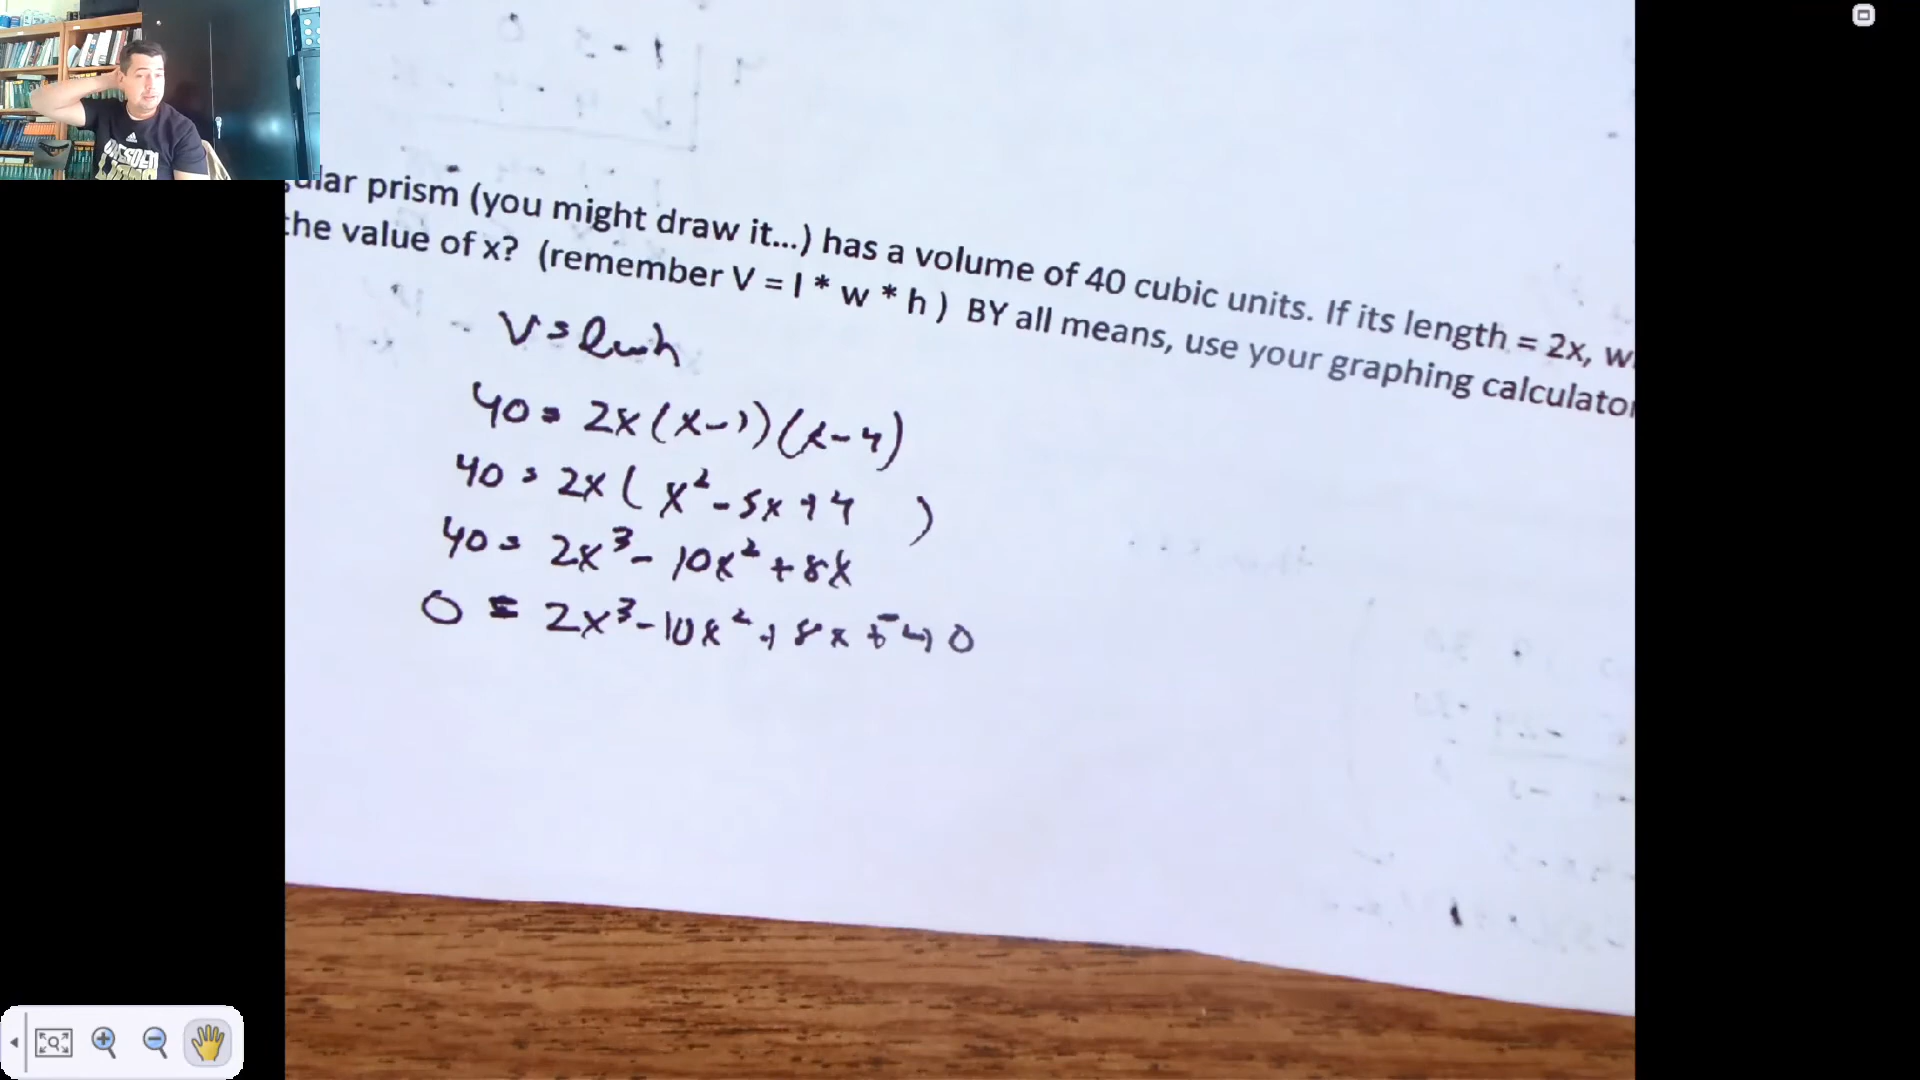 prism (you might draw it...) has a volume of 40 cubic units. If its length = 2x,
the value of x? (remember V = l * w * h ) BY all means, use your graphing
V = lwh
40 = 2x(x-1)(x-4)
40 = 2x( x² - 5x + 4 )
40 = 2x³ - 10x² + 8x
0 = 2x³ - 10x² + 8x + -40